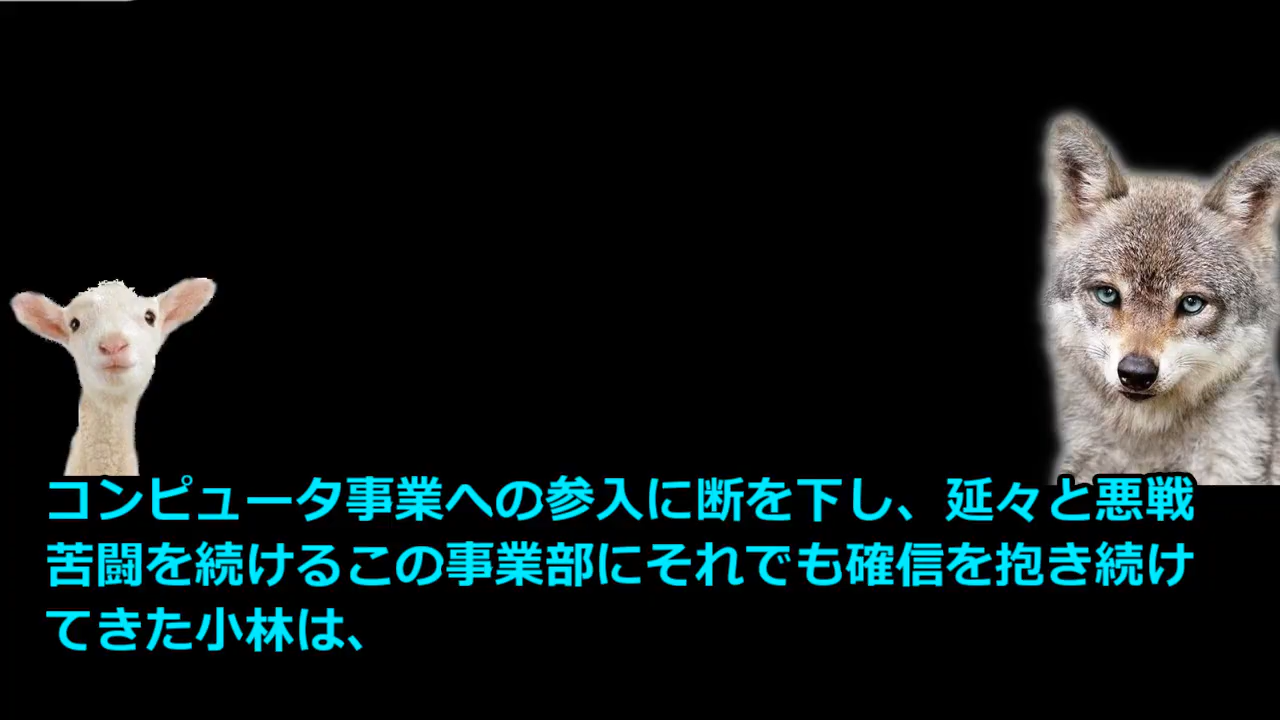 コンピュータ事業への参入に断を下し、延々と悪戦
苦闘を続けるこの事業部にそれでも確信を抱き続け
てきた小林は、